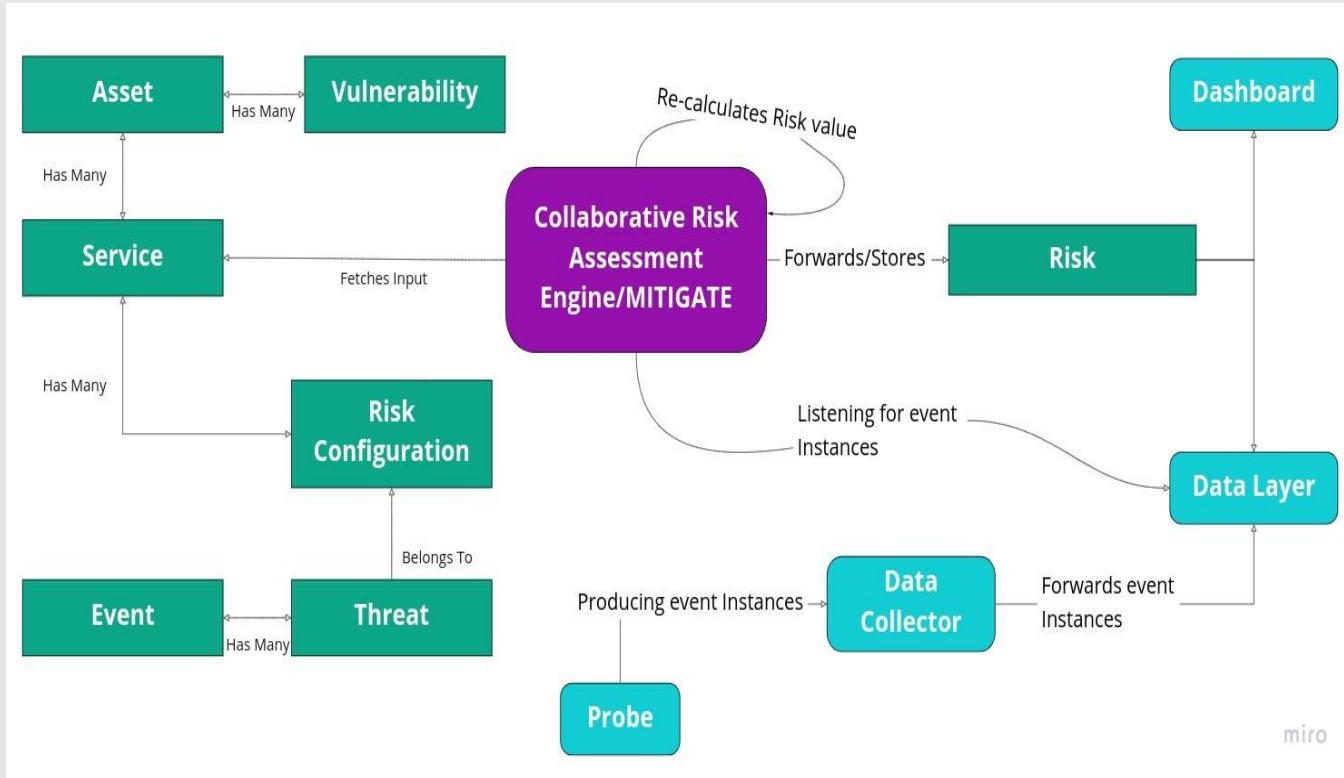 Asset
Has Many
Vulnerability
Dashboard
Re-calculates Risk value
Has Many
Service
Fetches Input
Collaborative Risk
Assessment
Engine/MITIGATE
Forwards/Stores
Risk
Has Many
Risk
Configuration
Listening for event
Instances
Data Layer
Belongs To
Event
Has Many
Threat
Producing event Instances
Data
Collector
Forwards event
Instances
Probe
miro